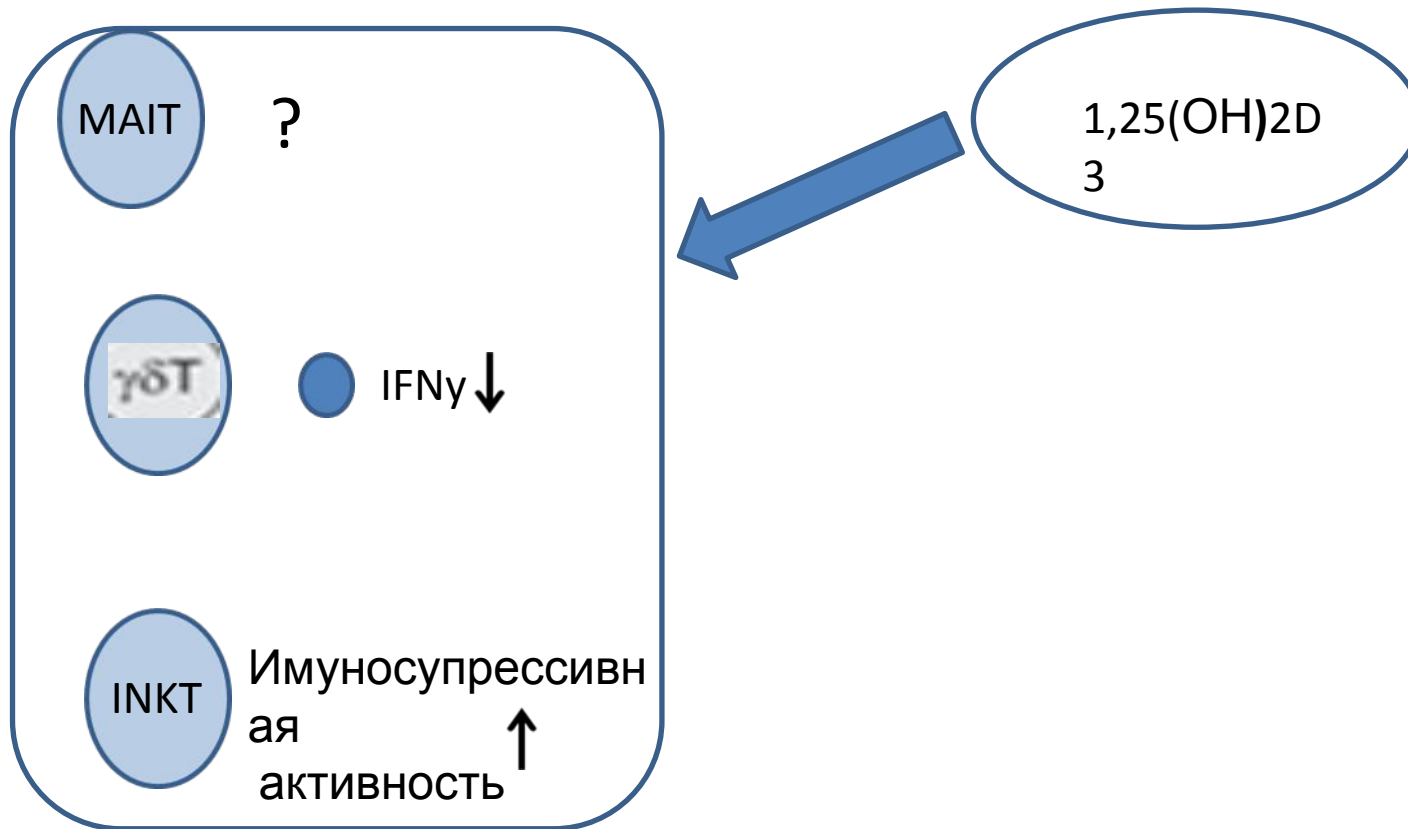 MAIT
?
1,25(OH)2D
3
γδT
IFNy
INKT
Имуносупрессивн
ая
активность